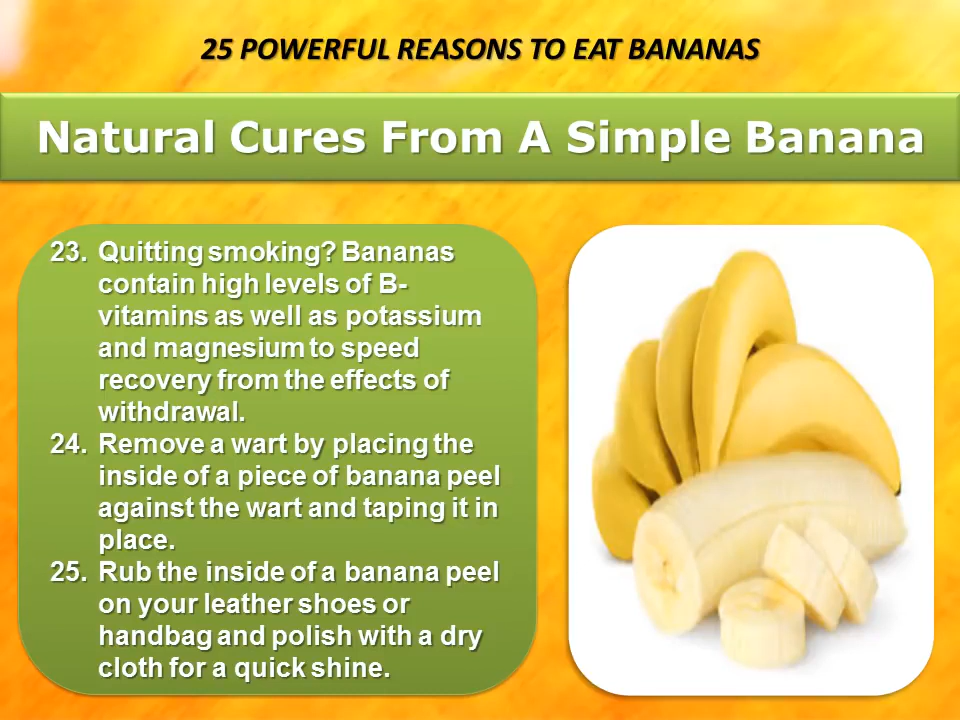 25 POWERFUL REASONS TO EAT BANANAS
Natural Cures From A Simple Banana
23. Quitting smoking? Bananas
contain high levels of B-
vitamins as well as potassium
and magnesium to speed
recovery from the effects of
withdrawal.
24. Remove a wart by placing the
inside of a piece of banana peel
against the wart and taping it in
place.
25. Rub the inside of a banana peel
on your leather shoes or
handbag and polish with a dry
cloth for a quick shine.